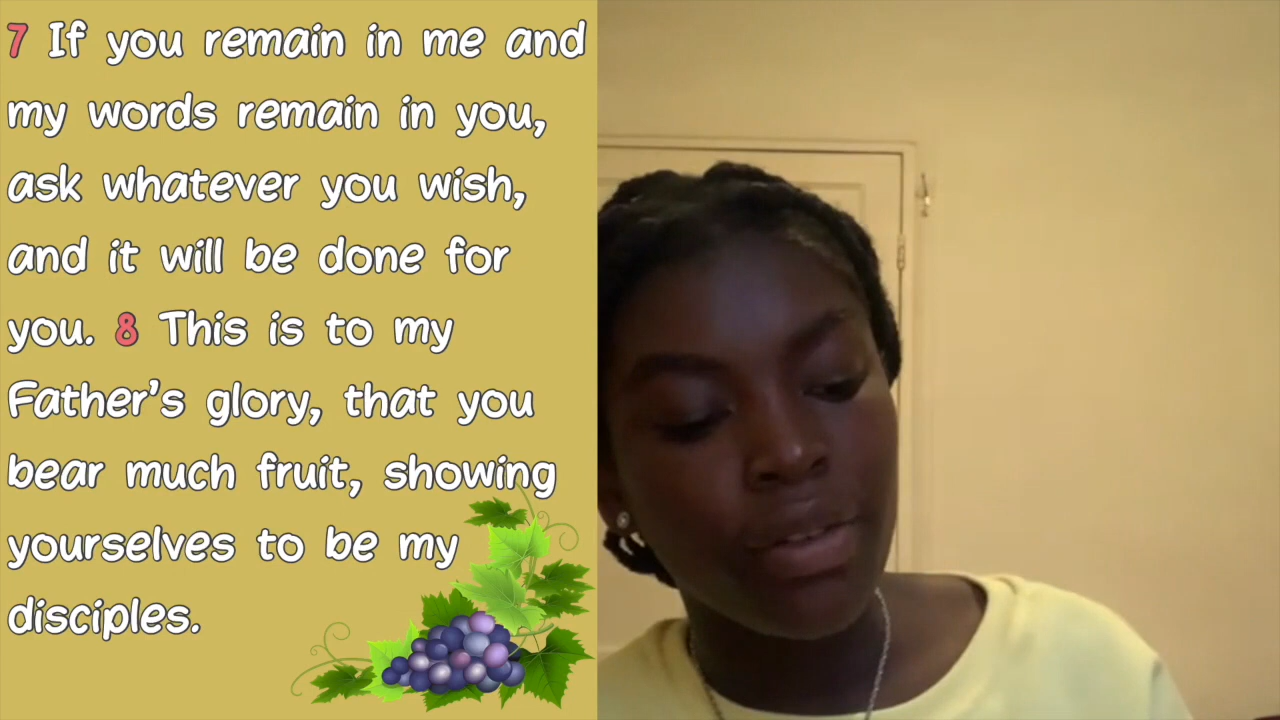 7 If you remain in me and
my words remain in you,
ask whatever you wish,
and it will be done for
you. 8 This is to my
Father's glory, that you
bear much fruit, showing
yourselves to be my
disciples.